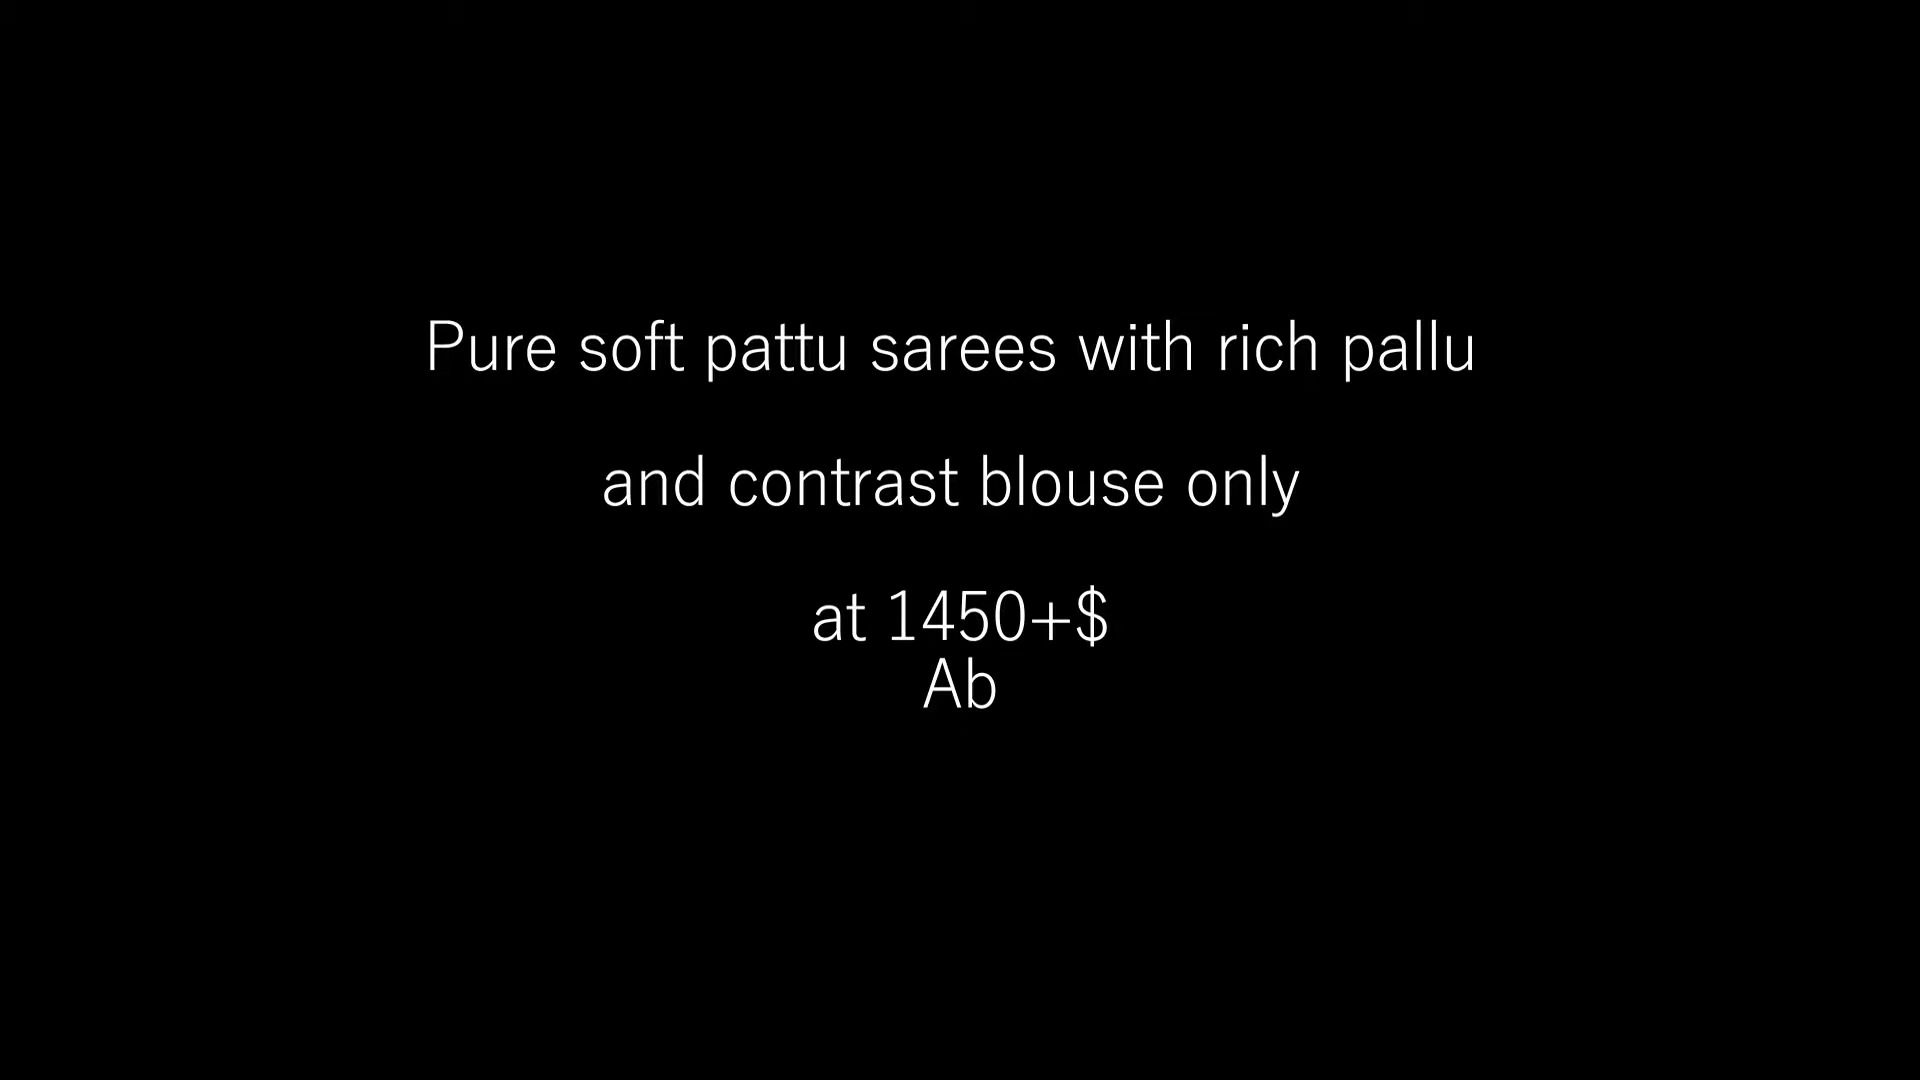 Pure soft pattu sarees with rich pallu
and contrast blouse only
at 1450+$
Ab